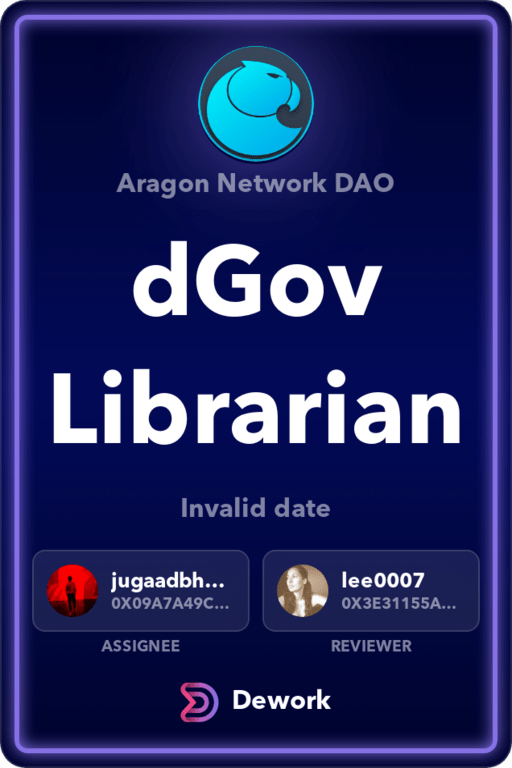 Aragon Network DAO
dGov
Librarian
Invalid date
jugaadbh...
0X09A7A49C...
lee0007
0X3E31155A...
ASSIGNEE
REVIEWER
Dework